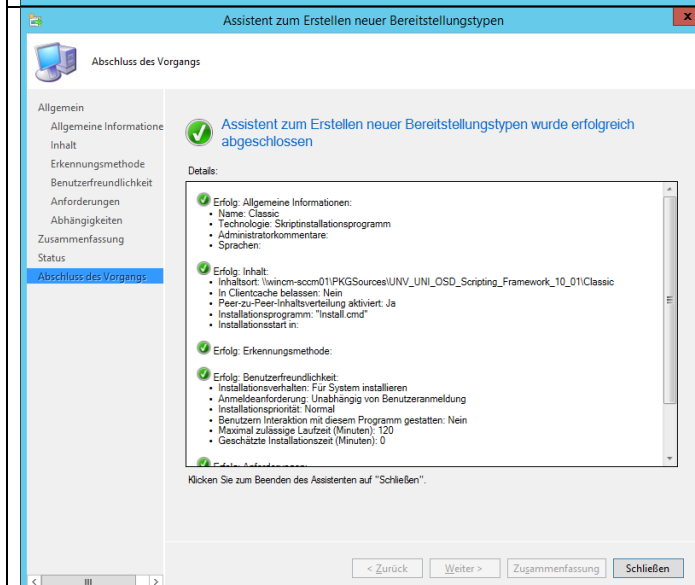 Assistent zum Erstellen neuer Bereitstellungstypen
x
Abschluss des Vorgangs
Allgemein
Allgemeine Informatione
Inhalt
Erkennungsmethode
Benutzerfreundlichkeit
Anforderungen
Abhängigkeiten
Zusammenfassung
Status
Abschluss des Vorgangs
Assistent zum Erstellen neuer Bereitstellungstypen wurde erfolgreich
abgeschlossen
Details:
Erfolg: Allgemeine Informationen:
• Name: Classic
• Technologie: Skriptinstallationsprogramm
• Administratorkommentare:
• Sprachen:
Erfolg: Inhalt:
• Inhaltsort: \\wincm-sccm01\PKGSources\UNV_UNI_OSD_Scripting_Framework_10_01\Classic
• In Clientcache belassen: Nein
• Peer-zu-Peer-Inhaltsverteilung aktiviert: Ja
• Installationsprogramm: "Install.cmd"
• Installationsstart in:
Erfolg: Erkennungsmethode:
Erfolg: Benutzerfreundlichkeit:
• Installationsverhalten: Für System installieren
• Anmeldeanforderung: Unabhängig von Benutzeranmeldung
• Installationspriorität: Normal
• Benutzern Interaktion mit diesem Programm gestatten: Nein
• Maximal zulässige Laufzeit (Minuten): 120
• Geschätzte Installationszeit (Minuten): 0
Erfolg: Anforderungen:
Klicken Sie zum Beenden des Assistenten auf "Schließen".
< Zurück
Weiter >
Zusammenfassung
Schließen